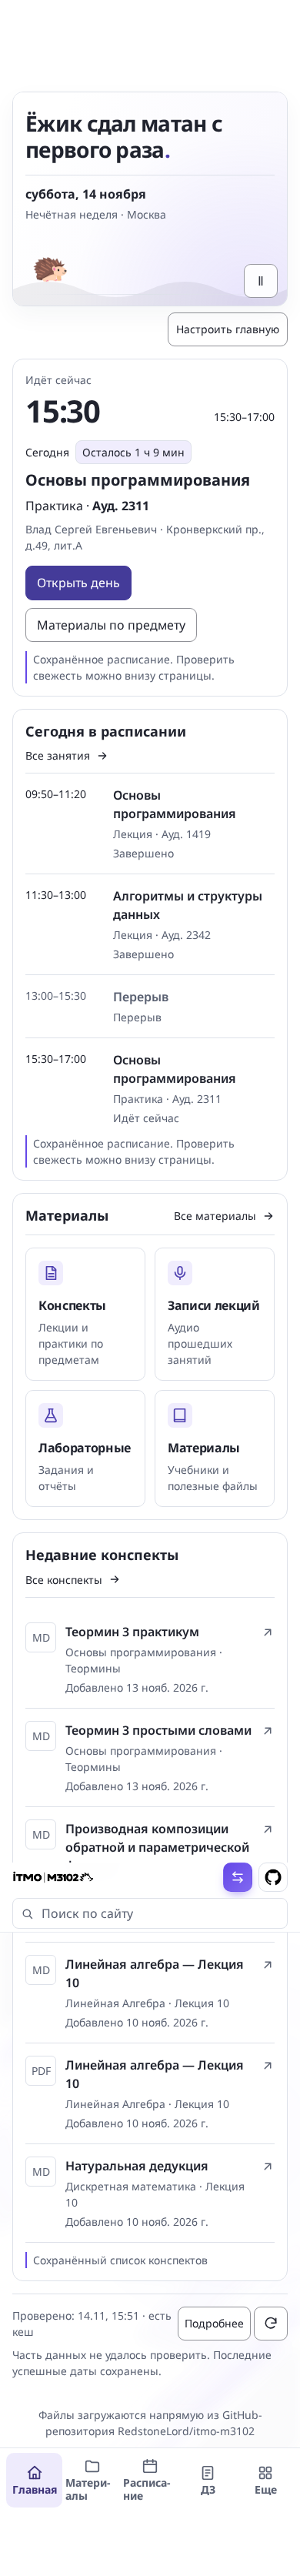 Ёжик сдал матан с
первого раза.
суббота, 14 ноября
Нечётная неделя · Москва
Настроить главную
Идёт сейчас
15:30
15:30–17:00
Сегодня
Осталось 1 ч 9 мин
Основы программирования
Практика · Ауд. 2311
Влад Сергей Евгеньевич · Кронверкский пр.,
д.49, лит.А
Открыть день
Материалы по предмету
Сохранённое расписание. Проверить
свежесть можно внизу страницы.
Сегодня в расписании
Все занятия →
09:50–11:20
Основы
программирования
Лекция · Ауд. 1419
Завершено
11:30–13:00
Алгоритмы и структуры
данных
Лекция · Ауд. 2342
Завершено
13:00–15:30
Перерыв
Перерыв
15:30–17:00
Основы
программирования
Практика · Ауд. 2311
Идёт сейчас
Сохранённое расписание. Проверить
свежесть можно внизу страницы.
Материалы
Все материалы →
Конспекты
Лекции и
практики по
предметам
Записи лекций
Аудио
прошедших
занятий
Лабораторные
Задания и
отчёты
Материалы
Учебники и
полезные файлы
Недавние конспекты
Все конспекты →
MD
Теормин 3 практикум
Основы программирования ·
Теормины
Добавлено 13 нояб. 2026 г.
MD
Теормин 3 простыми словами
Основы программирования ·
Теормины
Добавлено 13 нояб. 2026 г.
MD
Производная композиции
обратной и параметрической
ITMO | M3102
Поиск по сайту
MD
Линейная алгебра — Лекция
10
Линейная Алгебра · Лекция 10
Добавлено 10 нояб. 2026 г.
PDF
Линейная алгебра — Лекция
10
Линейная Алгебра · Лекция 10
Добавлено 10 нояб. 2026 г.
MD
Натуральная дедукция
Дискретная математика · Лекция
10
Добавлено 10 нояб. 2026 г.
Сохранённый список конспектов
Проверено: 14.11, 15:51 · есть
кеш
Подробнее
Часть данных не удалось проверить. Последние
успешные даты сохранены.
Файлы загружаются напрямую из GitHub-
репозитория RedstoneLord/itmo-m3102
Главная
Матери-
алы
Расписа-
ние
ДЗ
Еще